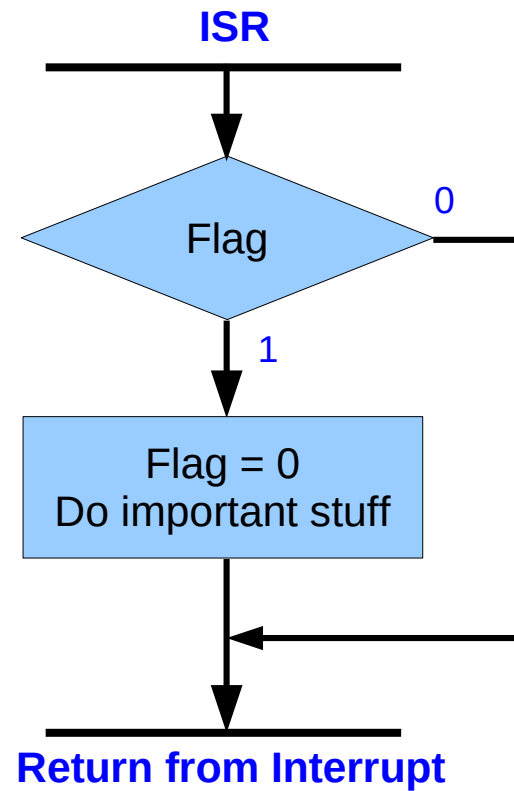 ISR
Flag
0
1
Flag = 0
Do important stuff
Return from Interrupt